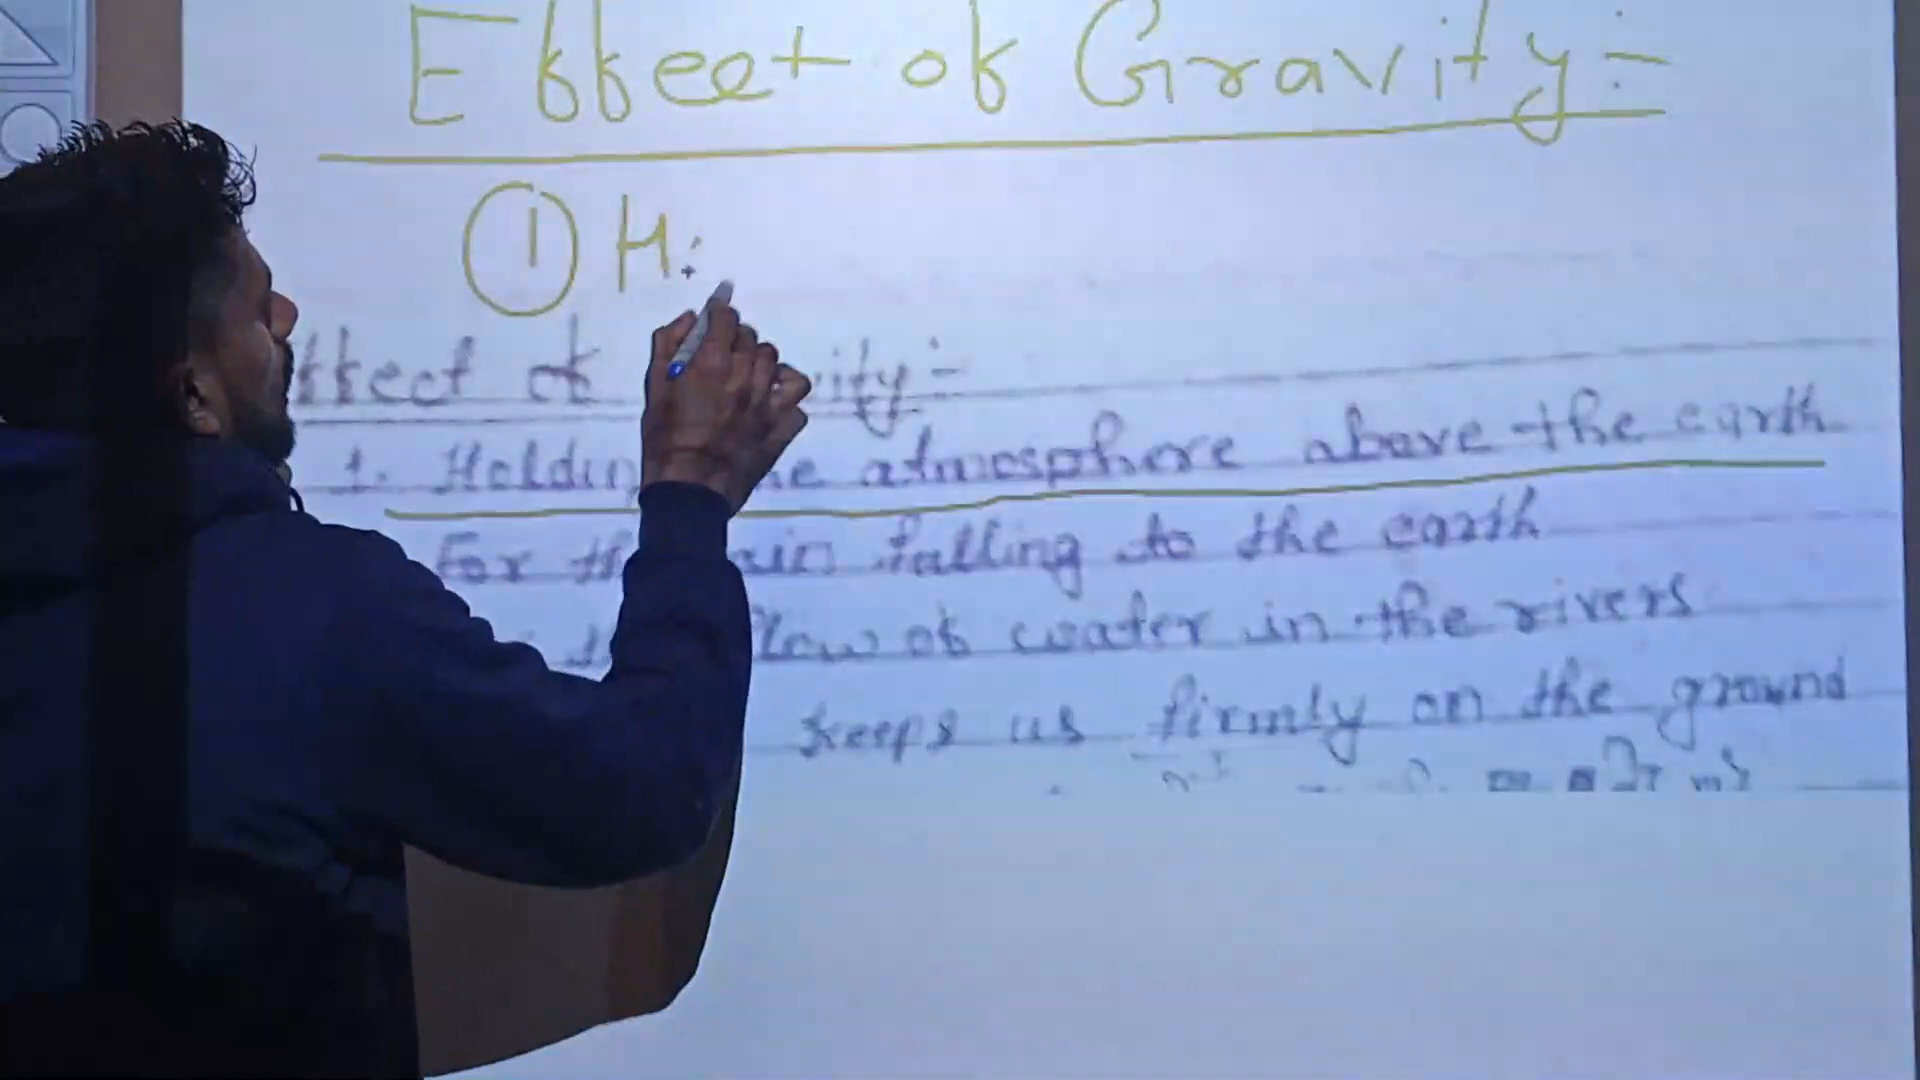 Effect of Gravity :-
① H
ffect of vity :-
1. Holdin he atmosphere above the earth.
For th ain falling to the earth
flow of water in the rivers
keeps us firmly on the ground